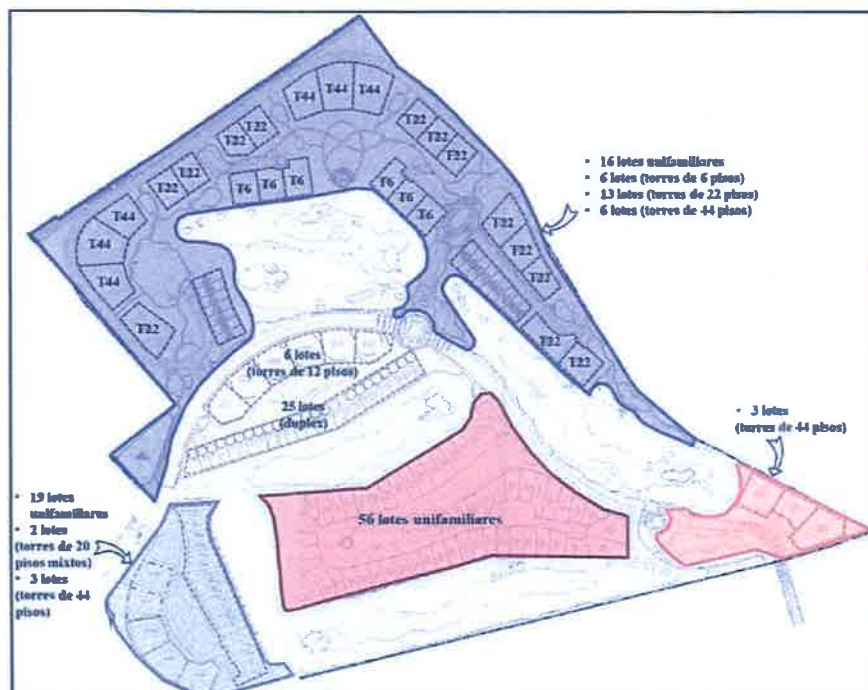 T44 T44 T44
T22 T22
T22
T22
T22
T22 T22
T6 T6 T6
T6
T6
T6
T44
T44
T44
T22
T22
T22
T22
T22
T22
• 16 lotes unifamiliares
• 6 lotes (torres de 6 pisos)
• 13 lotes (torres de 22 pisos)
• 6 lotes (torres de 44 pisos)
6 lotes
(torres de 12 pisos)
25 lotes
(duplex)
• 3 lotes
(torres de 44 pisos)
56 lotes unifamiliares
• 19 lotes
unifamiliares
• 2 lotes
(torres de 20
pisos mixtos)
• 3 lotes
(torres de 44
pisos)